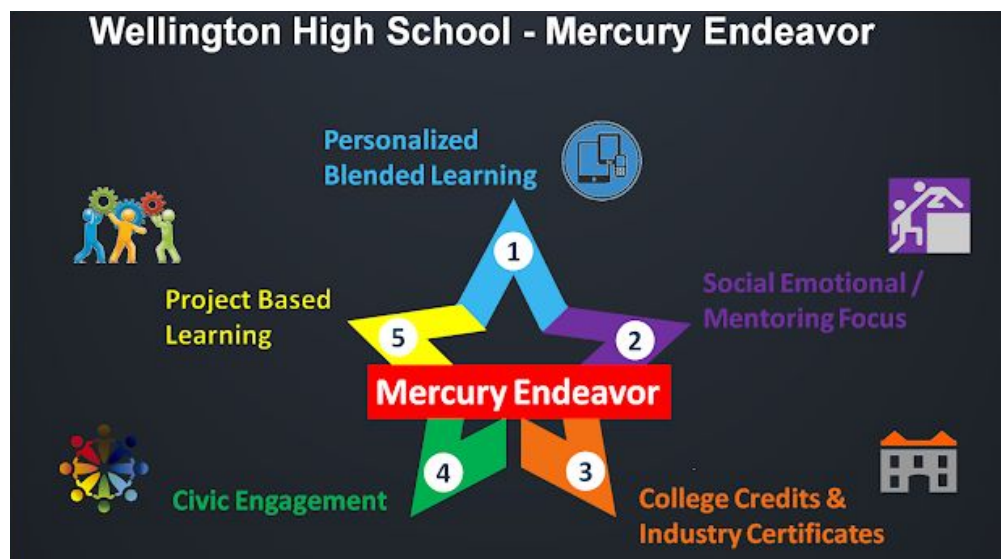 Wellington High School - Mercury Endeavor
Personalized
Blended Learning
1
Social Emotional /
Mentoring Focus
2
Project Based
Learning
5
Mercury Endeavor
4
Civic Engagement
3
College Credits &
Industry Certificates